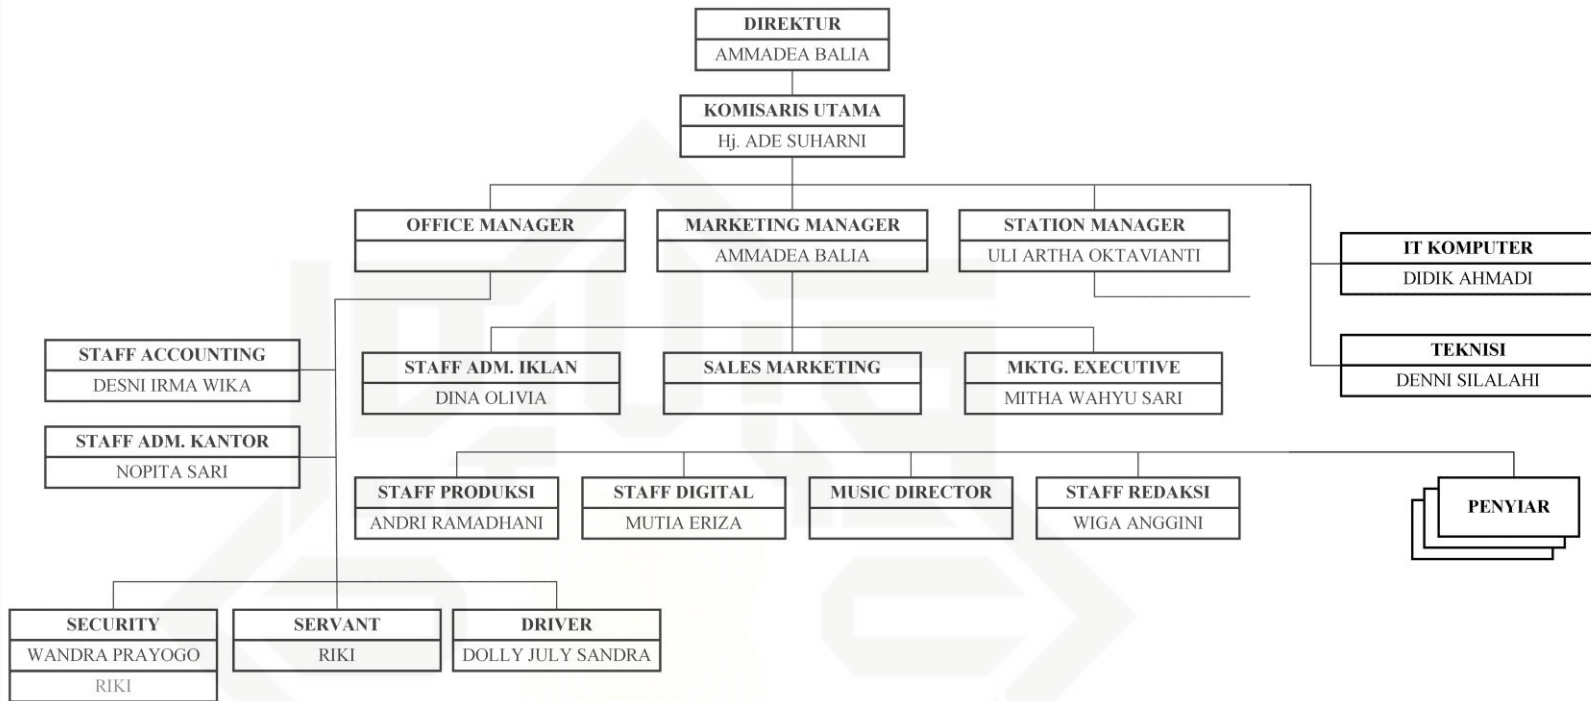 DIREKTUR
AMMADEA BALIA
KOMISARIS UTAMA
Hj. ADE SUHARNI
OFFICE MANAGER
MARKETING MANAGER
AMMADEA BALIA
STATION MANAGER
ULI ARTHA OKTAVIANTI
IT KOMPUTER
DIDIK AHMADI
TEKNISI
DENNI SILALAHI
STAFF ACCOUNTING
DESNI IRMA WIKA
STAFF ADM. IKLAN
DINA OLIVIA
SALES MARKETING
MKTG. EXECUTIVE
MITHA WAHYU SARI
STAFF ADM. KANTOR
NOPITA SARI
STAFF PRODUKSI
ANDRI RAMADHANI
STAFF DIGITAL
MUTIA ERIZA
MUSIC DIRECTOR
STAFF REDAKSI
WIGA ANGGINI
PENYIAR
SECURITY
WANDRA PRAYOGO
RIKI
SERVANT
RIKI
DRIVER
DOLLY JULY SANDRA